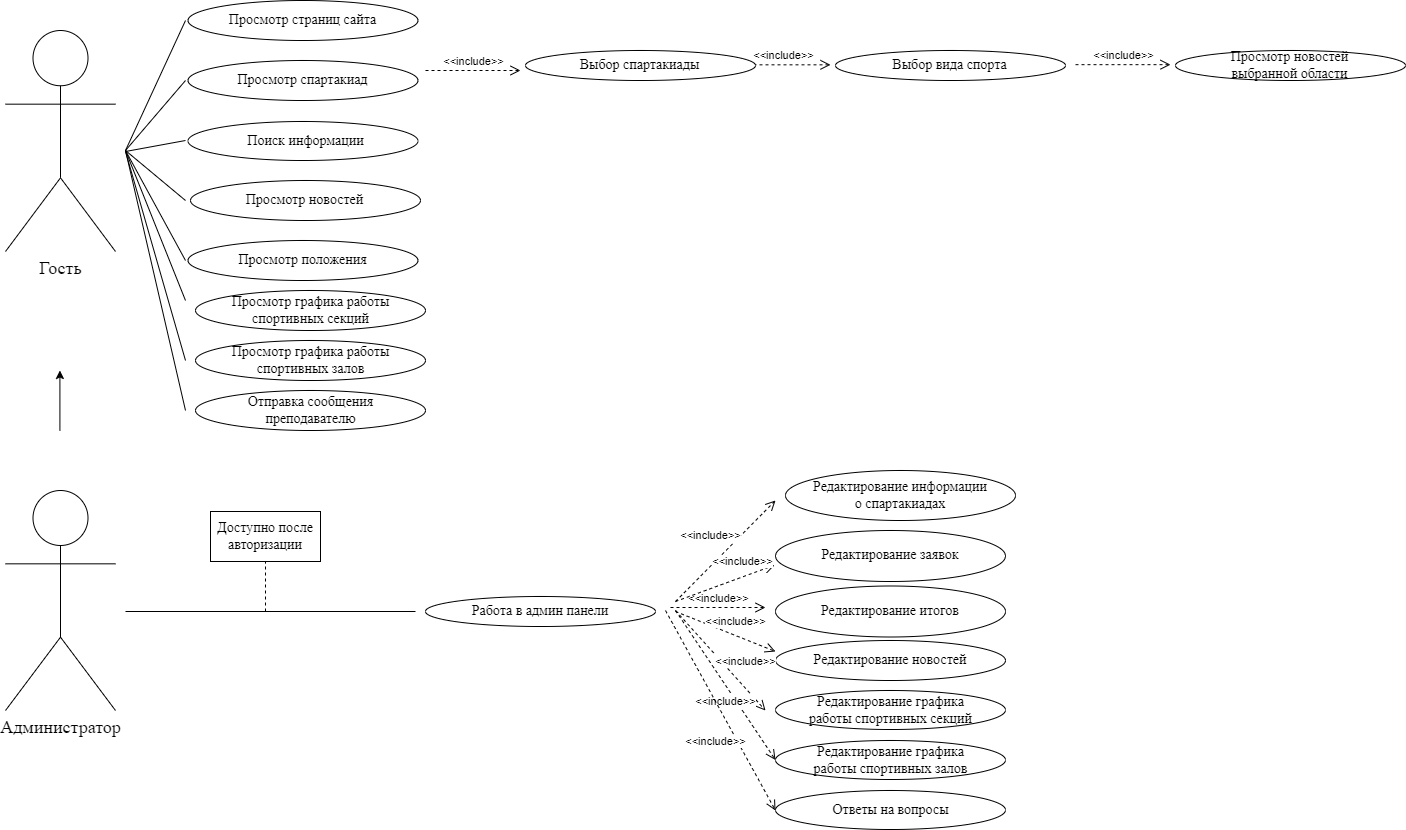 Просмотр страниц сайта
<<include>>
<<include>>
<<include>>
Просмотр спартакиад
Выбор спартакиады
Выбор вида спорта
Просмотр новостей
выбранной области
Поиск информации
Просмотр новостей
Просмотр положения
Гость
Просмотр графика работы
спортивных секций
Просмотр графика работы
спортивных залов
Отправка сообщения
преподавателю
Доступно после
авторизации
Работа в админ панели
Администратор
<<include>>
Редактирование информации
о спартакиадах
<<include>>
Редактирование заявок
<<include>>
Редактирование итогов
<<include>>
Редактирование новостей
<<include>>
Редактирование графика
работы спортивных секций
<<include>>
Редактирование графика
работы спортивных залов
<<include>>
Ответы на вопросы